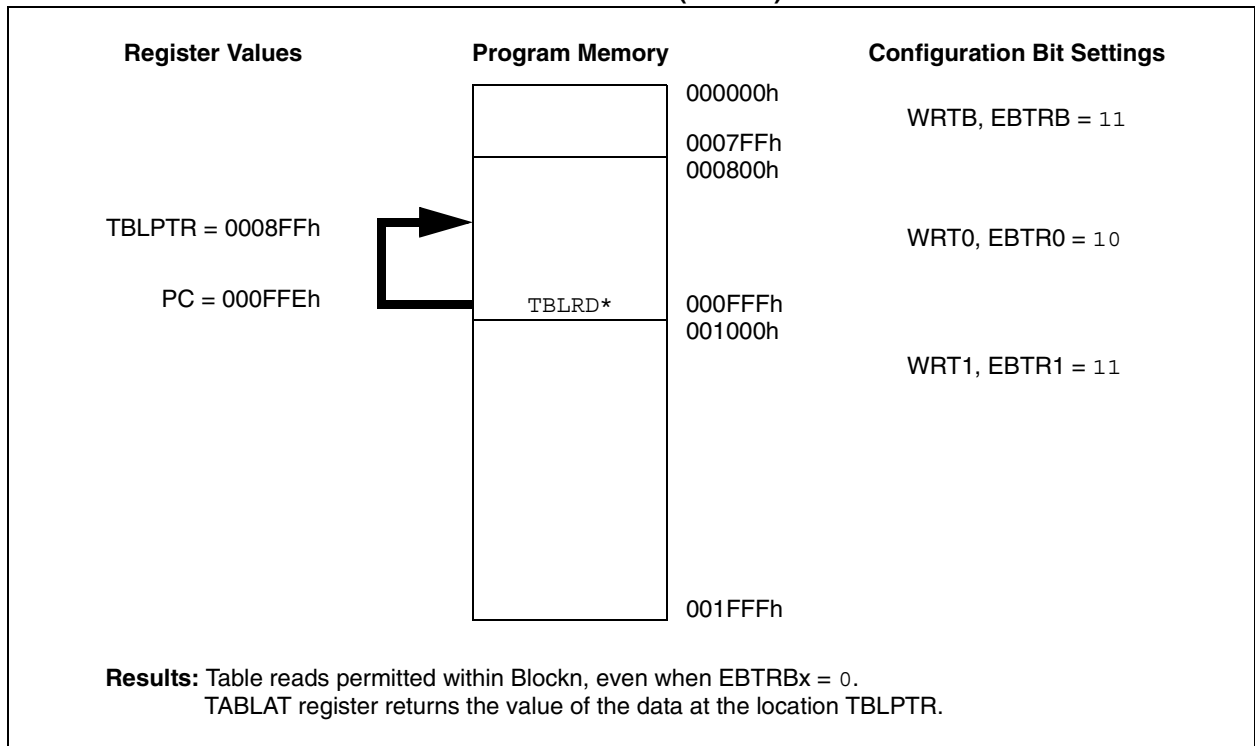 Register Values
Program Memory
Configuration Bit Settings
000000h
WRTB, EBTRB = 11
0007FFh
000800h
TBLPTR = 0008FFh
WRT0, EBTR0 = 10
PC = 000FFEh
TBLRD*
000FFFh
001000h
WRT1, EBTR1 = 11
001FFFh
Results: Table reads permitted within Blockn, even when EBTRBx = 0.
TABLAT register returns the value of the data at the location TBLPTR.